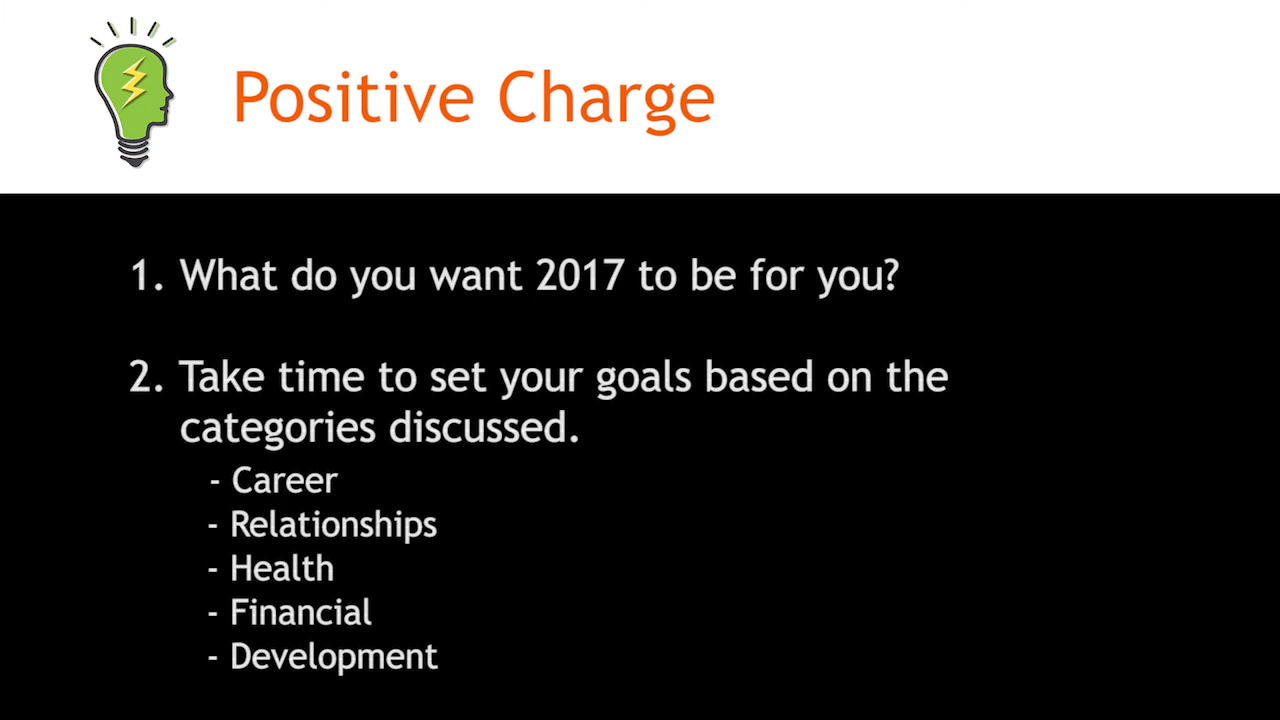 Positive Charge
1. What do you want 2017 to be for you?
2. Take time to set your goals based on the
categories discussed.
- Career
- Relationships
- Health
- Financial
- Development